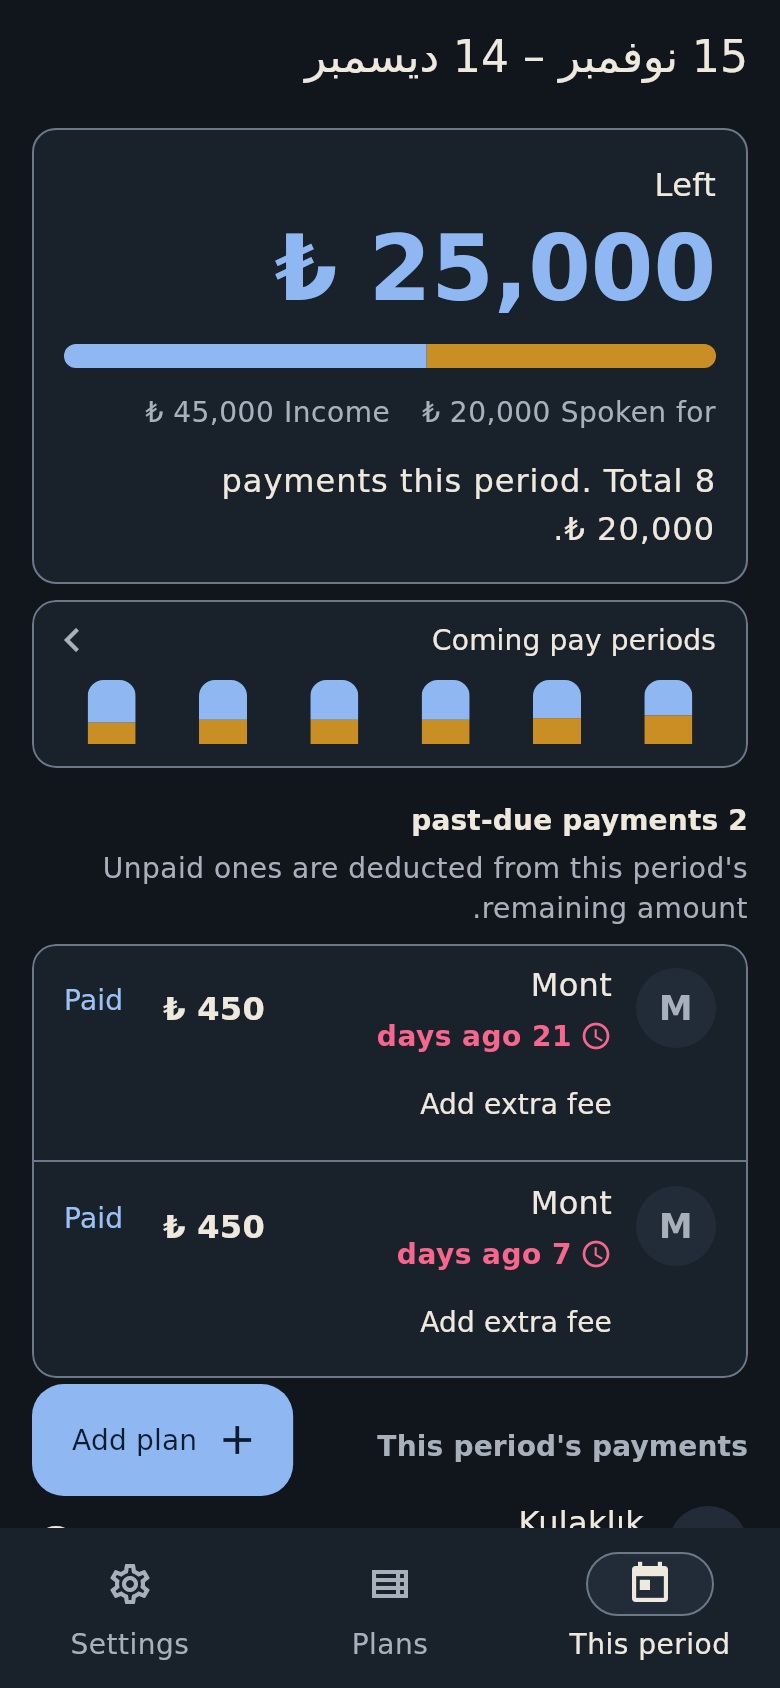 15 نوفمبر – 14 ديسمبر
Left
₺ 25,000
₺ 20,000 Spoken for
₺ 45,000 Income
8 payments this period. Total
₺ 20,000.
Coming pay periods
2 past-due payments
Unpaid ones are deducted from this period's
remaining amount.
M
Mont
21 days ago
₺ 450
Paid
Add extra fee
M
Mont
7 days ago
₺ 450
Paid
Add extra fee
This period's payments
Add plan
Kulaklık
This period
Plans
Settings